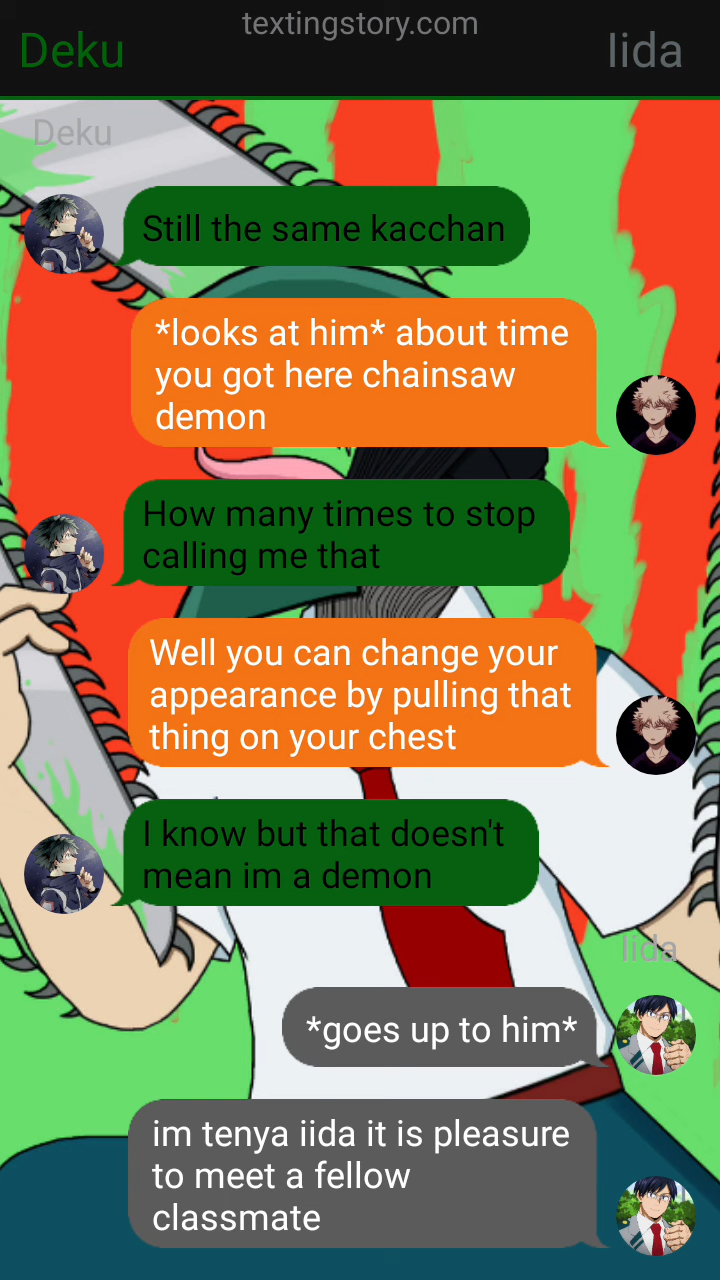 textingstory.com
Deku
Iida
Deku
Still the same kacchan
*looks at him* about time
you got here chainsaw
demon
How many times to stop
calling me that
Well you can change your
appearance by pulling that
thing on your chest
I know but that doesn't
mean im a demon
Iida
*goes up to him*
im tenya iida it is pleasure
to meet a fellow
classmate